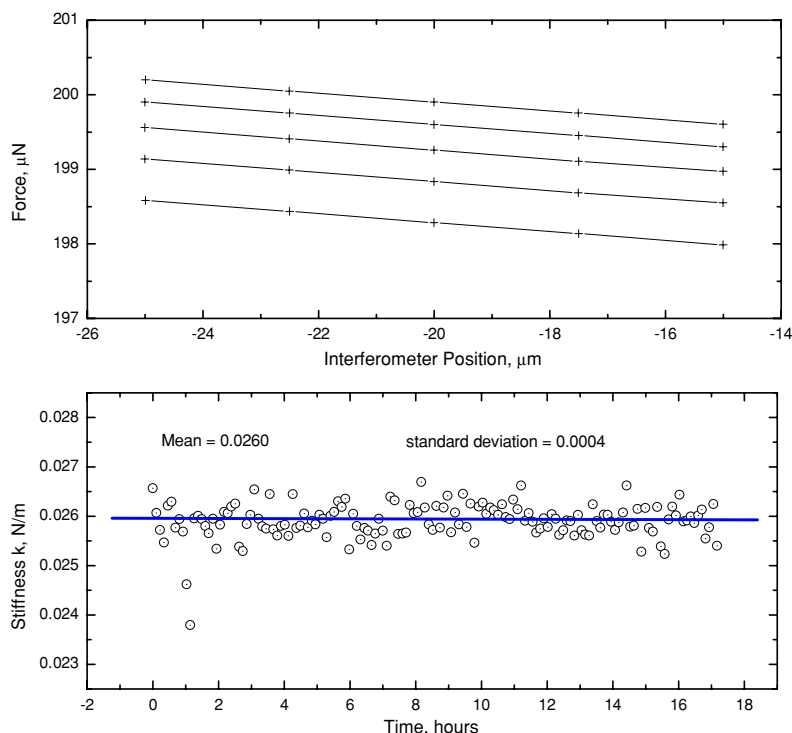 201
200
199
198
197
Force, μN
-26 -24 -22 -20 -18 -16 -14
Interferometer Position, μm
0.028
0.027
0.026
0.025
0.024
0.023
Stiffness k, N/m
Mean = 0.0260 standard deviation = 0.0004
-2 0 2 4 6 8 10 12 14 16 18
Time, hours